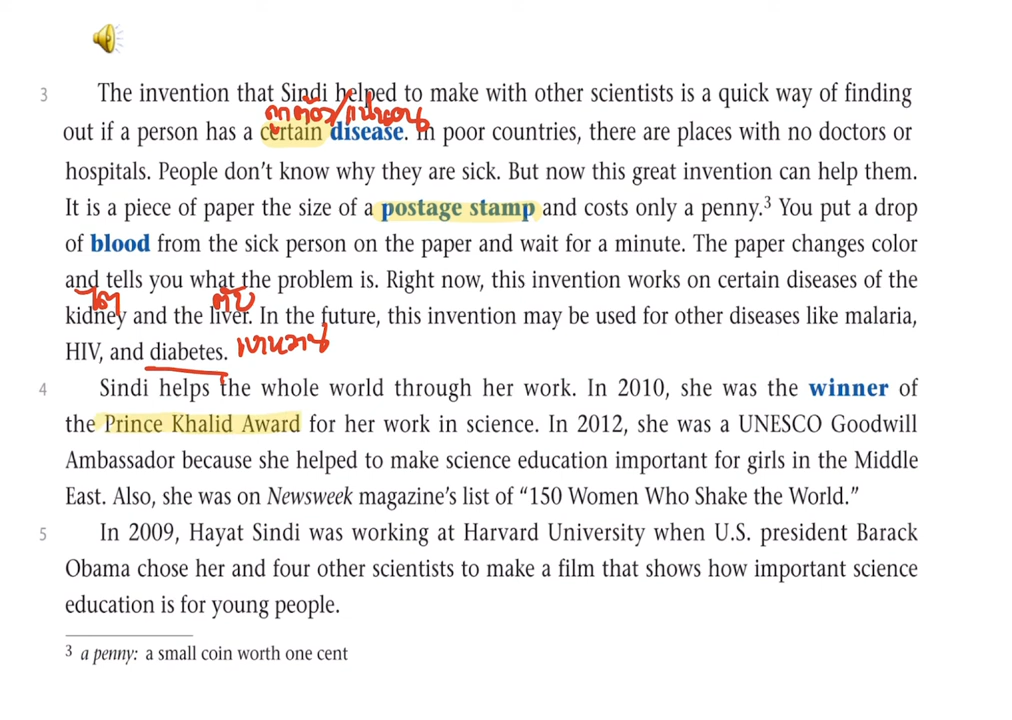 3 The invention that Sindi helped to make with other scientists is a quick way of finding
out if a person has a certain disease. In poor countries, there are places with no doctors or
hospitals. People don’t know why they are sick. But now this great invention can help them.
It is a piece of paper the size of a postage stamp and costs only a penny.³ You put a drop
of blood from the sick person on the paper and wait for a minute. The paper changes color
and tells you what the problem is. Right now, this invention works on certain diseases of the
ไต ตับ
kidney and the liver. In the future, this invention may be used for other diseases like malaria,
HIV, and diabetes. เบาหวาน
4 Sindi helps the whole world through her work. In 2010, she was the winner of
the Prince Khalid Award for her work in science. In 2012, she was a UNESCO Goodwill
Ambassador because she helped to make science education important for girls in the Middle
East. Also, she was on Newsweek magazine’s list of “150 Women Who Shake the World.”
5 In 2009, Hayat Sindi was working at Harvard University when U.S. president Barack
Obama chose her and four other scientists to make a film that shows how important science
education is for young people.
3 a penny: a small coin worth one cent